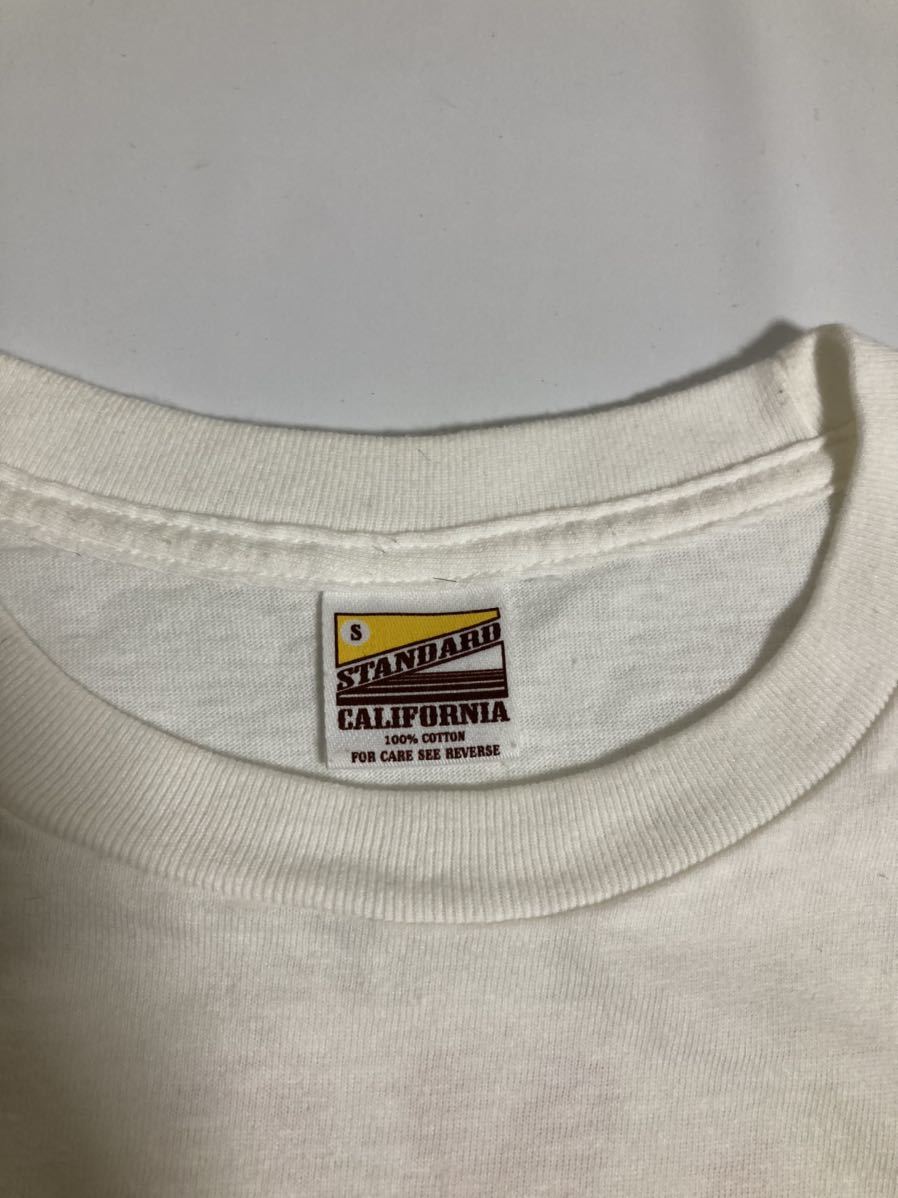 S
STANDARD
CALIFORNIA
100% COTTON
FOR CARE SEE REVERSE